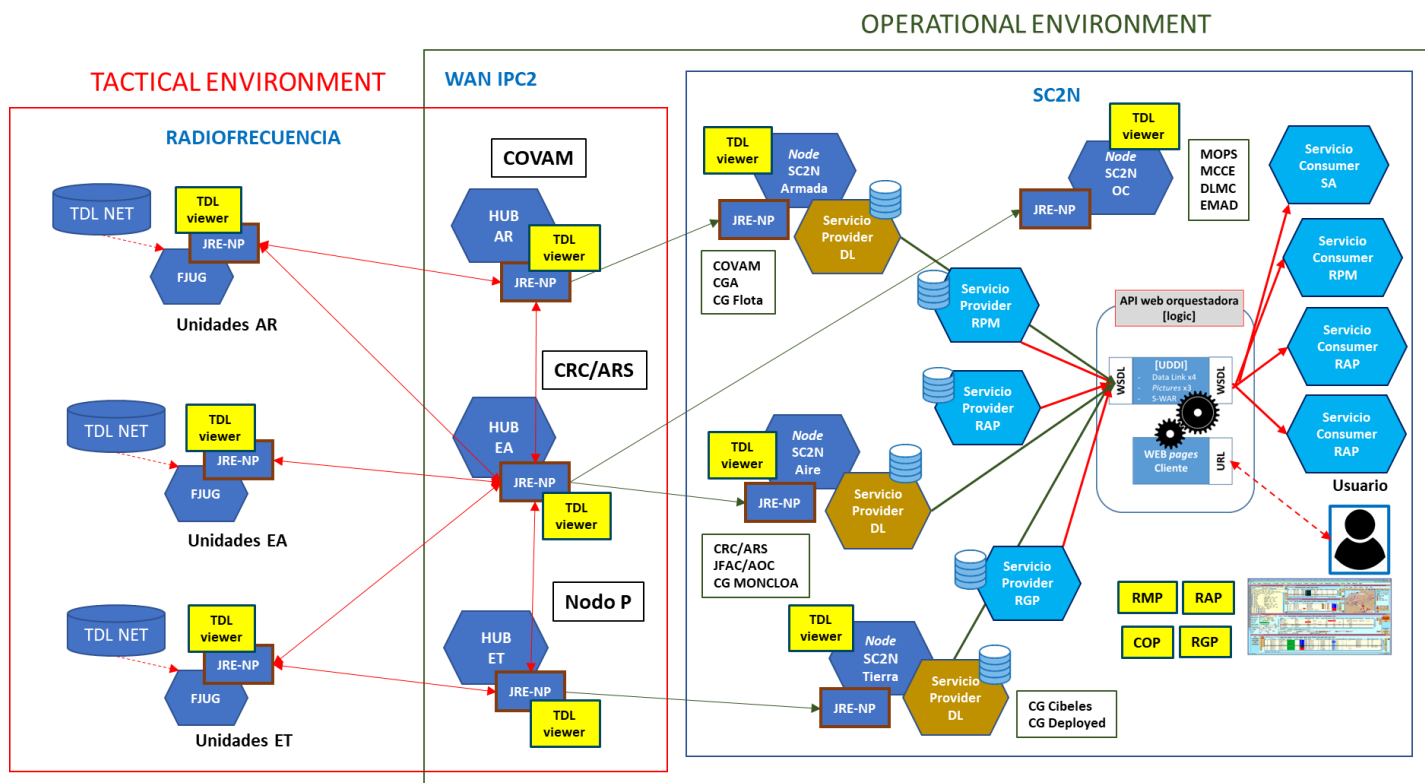 OPERATIONAL ENVIRONMENT
TACTICAL ENVIRONMENT
WAN IPC2
SC2N
RADIOFRECUENCIA
TDL NET
TDL
viewer
JRE-NP
FJUG
Unidades AR
TDL NET
TDL
viewer
JRE-NP
FJUG
Unidades EA
TDL NET
TDL
viewer
JRE-NP
FJUG
Unidades ET
COVAM
HUB
AR
TDL
viewer
JRE-NP
CRC/ARS
HUB
EA
JRE-NP
TDL
viewer
Nodo P
HUB
ET
JRE-NP
TDL
viewer
TDL
viewer
Node
SC2N
Armada
JRE-NP
Servicio
Provider
DL
COVAM
CGA
CG Flota
TDL
viewer
Node
SC2N
OC
JRE-NP
MOPS
MCCE
DLMC
EMAD
Servicio
Provider
RPM
Servicio
Provider
RAP
TDL
viewer
Node
SC2N
Aire
JRE-NP
Servicio
Provider
DL
CRC/ARS
JFAC/AOC
CG MONCLOA
Servicio
Provider
RGP
TDL
viewer
Node
SC2N
Tierra
JRE-NP
Servicio
Provider
DL
CG Cibeles
CG Deployed
API web orquestadora
[logic]
WSDL
[UDDI]
- Data Link x4
- Pictures x3
- S-WAR
WSDL
WEB pages
Cliente
URL
Servicio
Consumer
SA
Servicio
Consumer
RPM
Servicio
Consumer
RAP
Servicio
Consumer
RAP
Usuario
RMP
RAP
COP
RGP